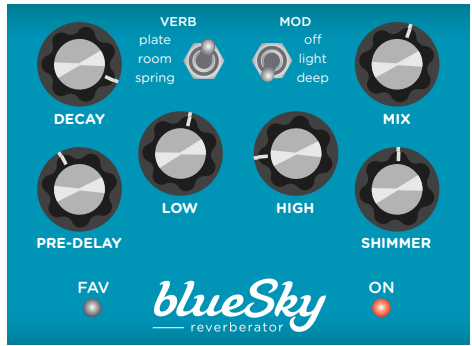 VERB
plate
room
spring
MOD
off
light
deep
DECAY
MIX
LOW
HIGH
PRE-DELAY
SHIMMER
FAV
ON
blueSky
reverberator